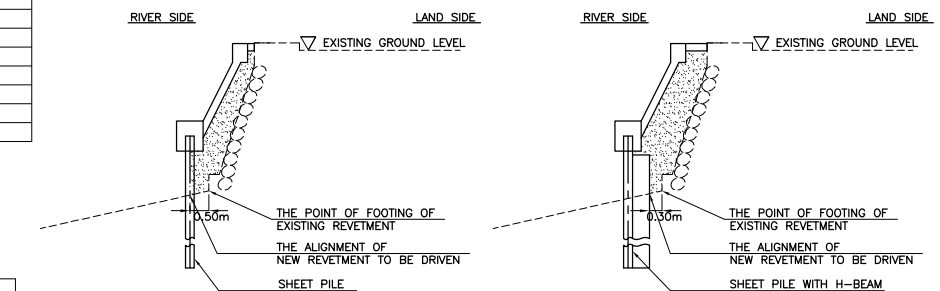 RIVER SIDE
LAND SIDE
EXISTING GROUND LEVEL
0.50m
THE POINT OF FOOTING OF
EXISTING REVETMENT
THE ALIGNMENT OF
NEW REVETMENT TO BE DRIVEN
SHEET PILE
RIVER SIDE
LAND SIDE
EXISTING GROUND LEVEL
0.30m
THE POINT OF FOOTING OF
EXISTING REVETMENT
THE ALIGNMENT OF
NEW REVETMENT TO BE DRIVEN
SHEET PILE WITH H-BEAM